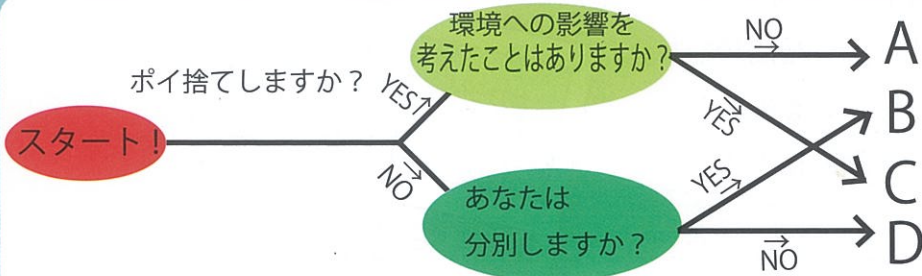 スタート！
ポイ捨てしますか？
YES↑
NO→
環境への影響を
考えたことはありますか？
NO→
YES→
あなたは
分別しますか？
YES→
NO→
A
B
C
D